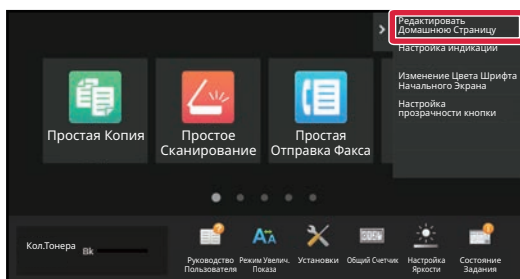 Редактировать
Домашнюю Страницу
Настройка индикации
Изменение Цвета Шрифта
Начального Экрана
Настройка
прозрачности кнопки
Простая Копия
Простое
Сканирование
Простая
Отправка Факса
Кол.Тонера
Bk
Руководство
Пользователя
Режим Увелич.
Показа
Установки
Общий Счетчик
Настройка
Яркости
Состояние
Задания